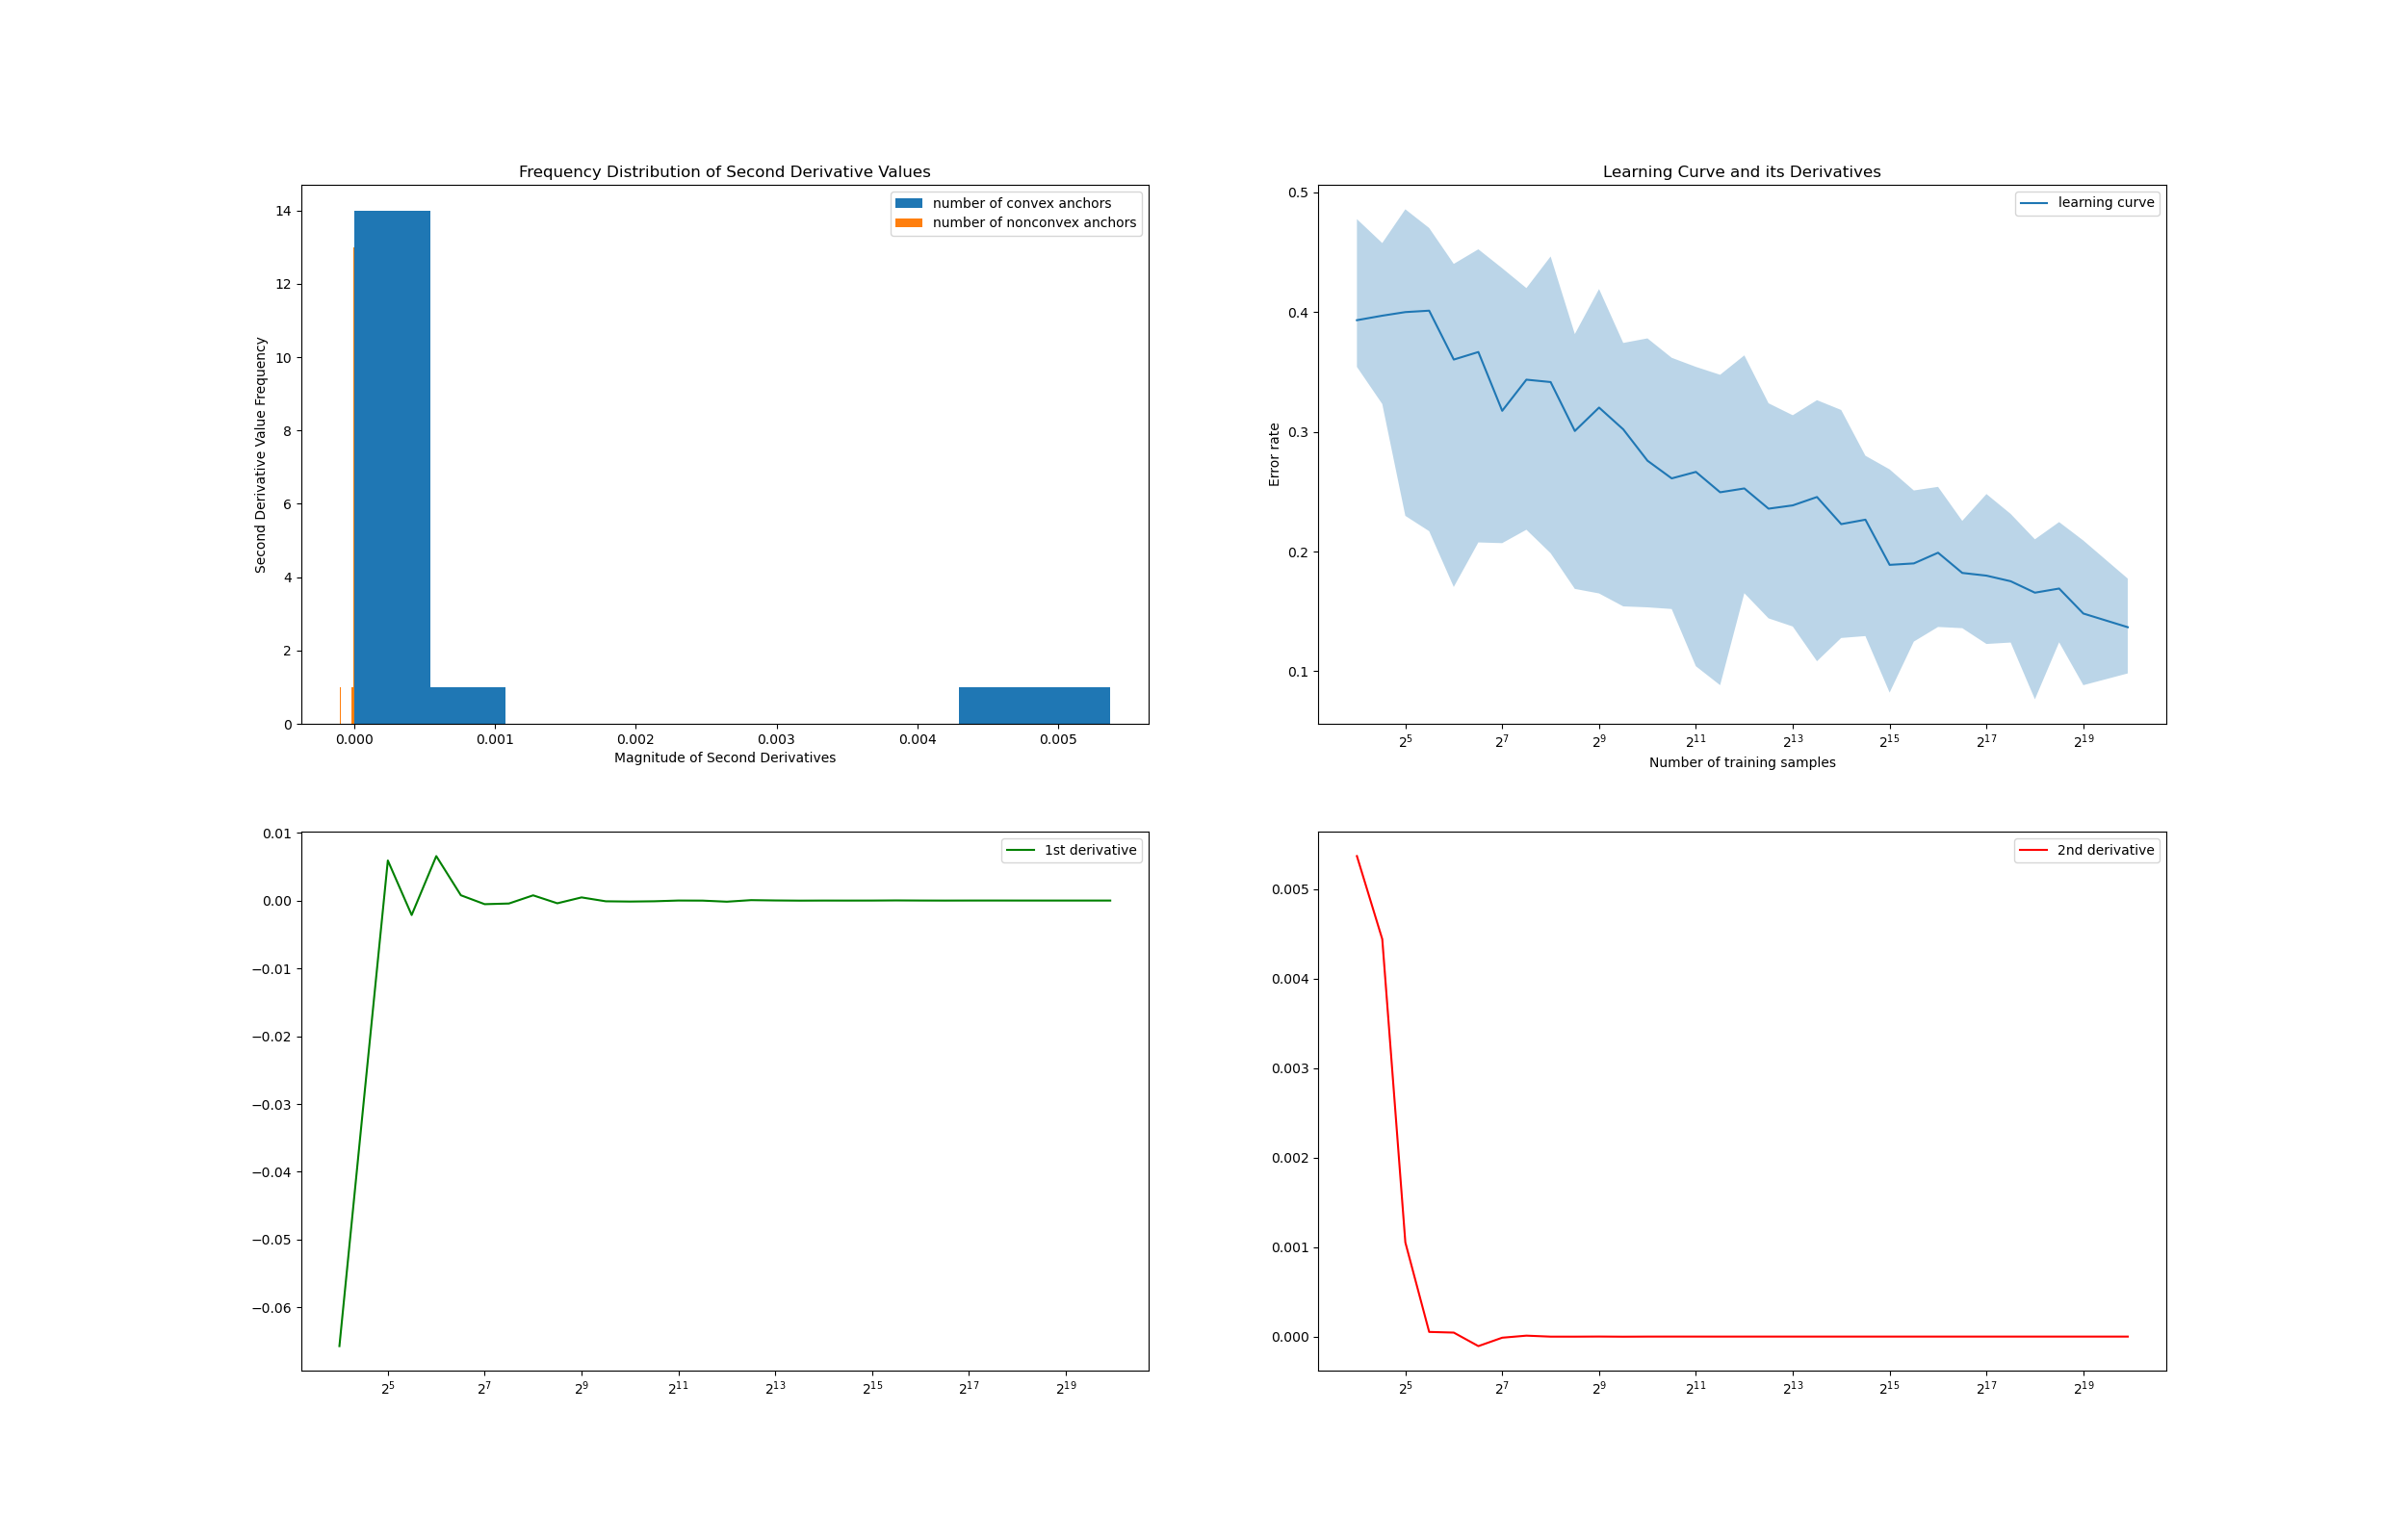 Frequency Distribution of Second Derivative Values
number of convex anchors
number of nonconvex anchors
Second Derivative Value Frequency
14
12
10
8
6
4
2
0
0.000 0.001 0.002 0.003 0.004 0.005
Magnitude of Second Derivatives
Learning Curve and its Derivatives
learning curve
Error rate
0.5
0.4
0.3
0.2
0.1
2^5 2^7 2^9 2^11 2^13 2^15 2^17 2^19
Number of training samples
1st derivative
0.01
0.00
−0.01
−0.02
−0.03
−0.04
−0.05
−0.06
2^5 2^7 2^9 2^11 2^13 2^15 2^17 2^19
2nd derivative
0.005
0.004
0.003
0.002
0.001
0.000
2^5 2^7 2^9 2^11 2^13 2^15 2^17 2^19